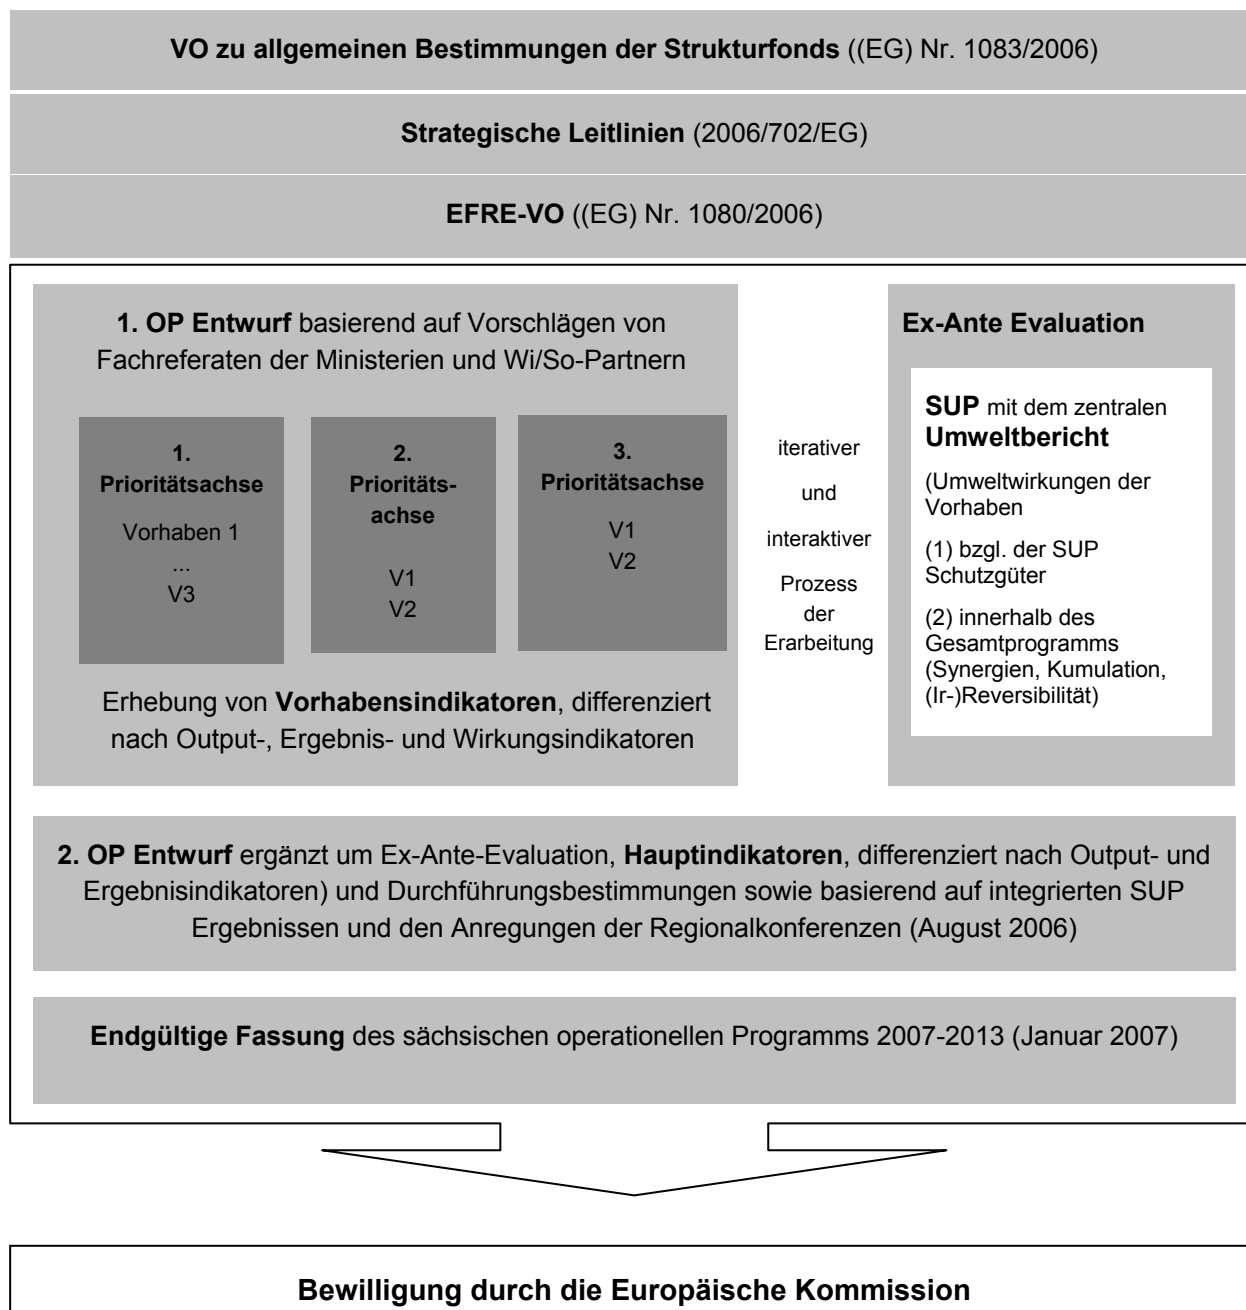 VO zu allgemeinen Bestimmungen der Strukturfonds ((EG) Nr. 1083/2006)
Strategische Leitlinien (2006/702/EG)
EFRE-VO ((EG) Nr. 1080/2006)
1. OP Entwurf basierend auf Vorschlägen von
Fachreferaten der Ministerien und Wi/So-Partnern
1.
Prioritätsachse
Vorhaben 1
...
V3
2.
Prioritäts-
achse
V1
V2
3.
Prioritätsachse
V1
V2
Erhebung von Vorhabensindikatoren, differenziert
nach Output-, Ergebnis- und Wirkungsindikatoren
iterativer
und
interaktiver
Prozess
der
Erarbeitung
Ex-Ante Evaluation
SUP mit dem zentralen
Umweltbericht
(Umweltwirkungen der
Vorhaben
(1) bzgl. der SUP
Schutzgüter
(2) innerhalb des
Gesamtprogramms
(Synergien, Kumulation,
(Ir-)Reversibilität)
2. OP Entwurf ergänzt um Ex-Ante-Evaluation, Hauptindikatoren, differenziert nach Output- und
Ergebnisindikatoren) und Durchführungsbestimmungen sowie basierend auf integrierten SUP
Ergebnissen und den Anregungen der Regionalkonferenzen (August 2006)
Endgültige Fassung des sächsischen operationellen Programms 2007-2013 (Januar 2007)
Bewilligung durch die Europäische Kommission